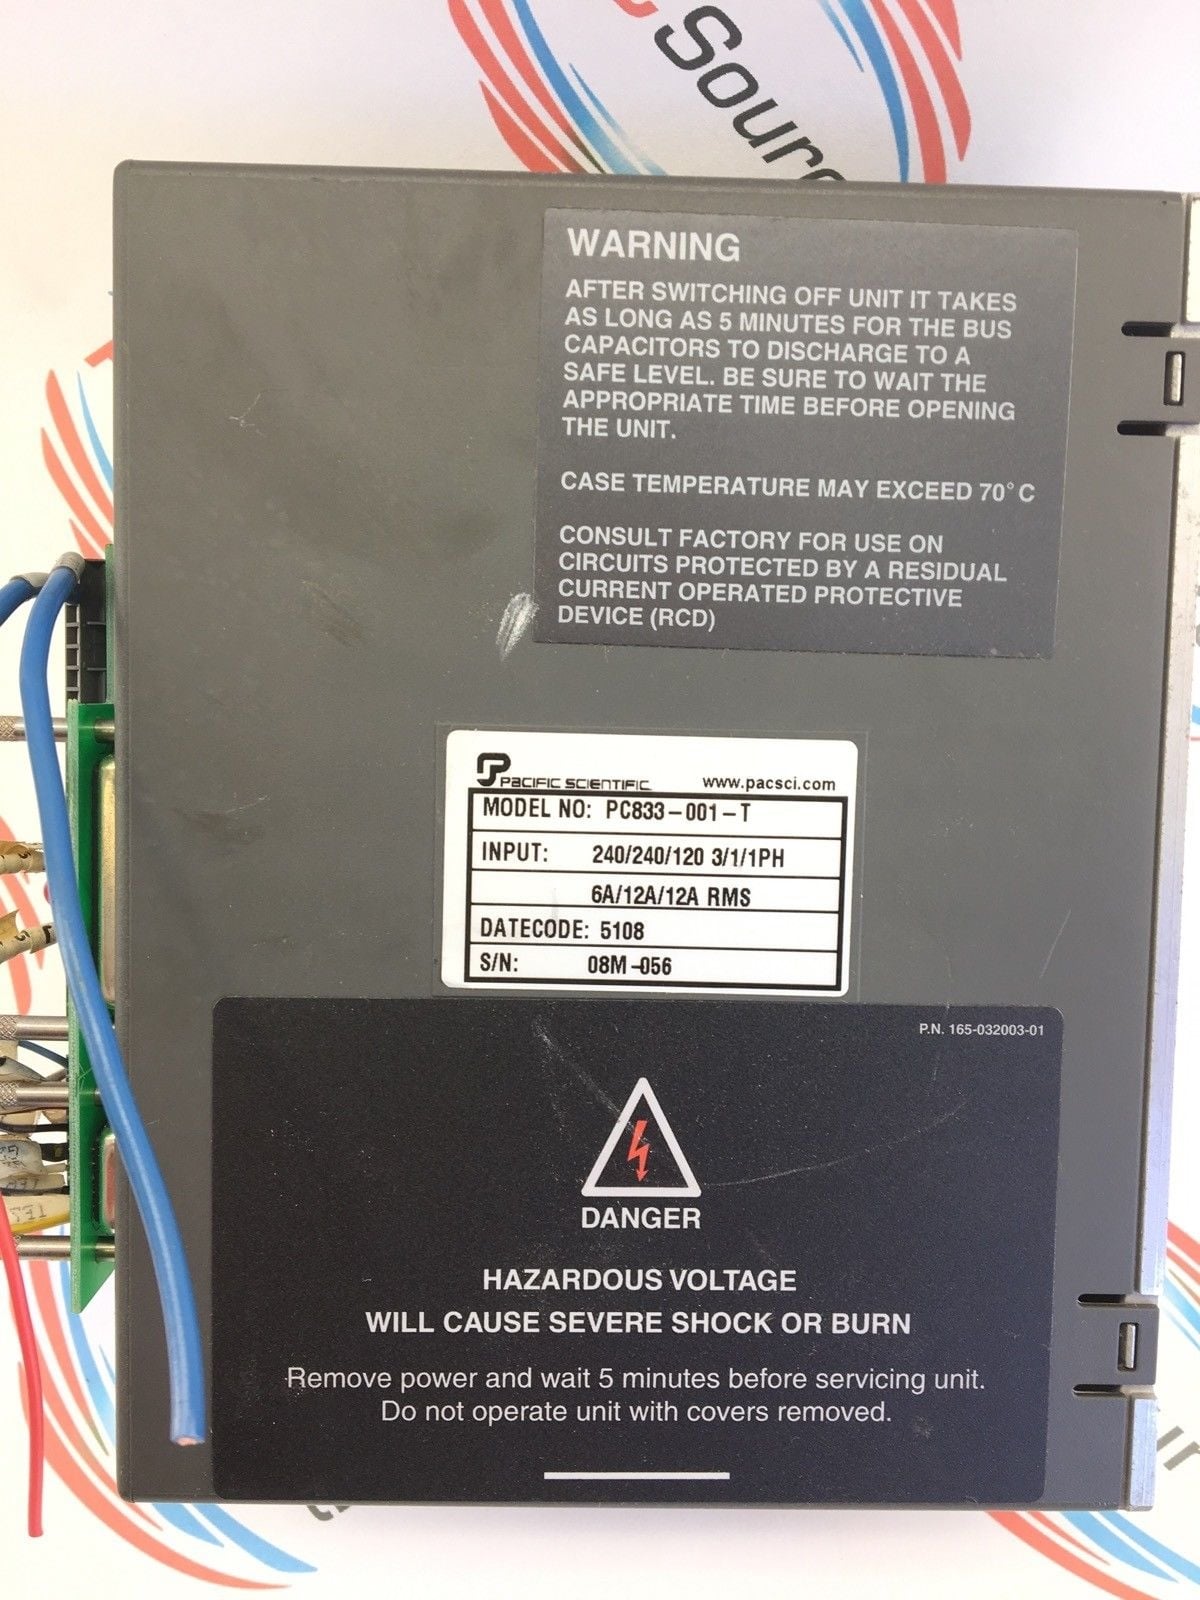 Sour
WARNING
AFTER SWITCHING OFF UNIT IT TAKES
AS LONG AS 5 MINUTES FOR THE BUS
CAPACITORS TO DISCHARGE TO A
SAFE LEVEL. BE SURE TO WAIT THE
APPROPRIATE TIME BEFORE OPENING
THE UNIT.
CASE TEMPERATURE MAY EXCEED 70°C
CONSULT FACTORY FOR USE ON
CIRCUITS PROTECTED BY A RESIDUAL
CURRENT OPERATED PROTECTIVE
DEVICE (RCD)
PACIFIC SCIENTIFIC www.pacsci.com
MODEL NO: PC833-001-T
INPUT: 240/240/120 3/1/1PH
6A/12A/12A RMS
DATECODE: 5108
S/N: 08M-056
P.N. 165-032003-01
DANGER
HAZARDOUS VOLTAGE
WILL CAUSE SEVERE SHOCK OR BURN
Remove power and wait 5 minutes before servicing unit.
Do not operate unit with covers removed.